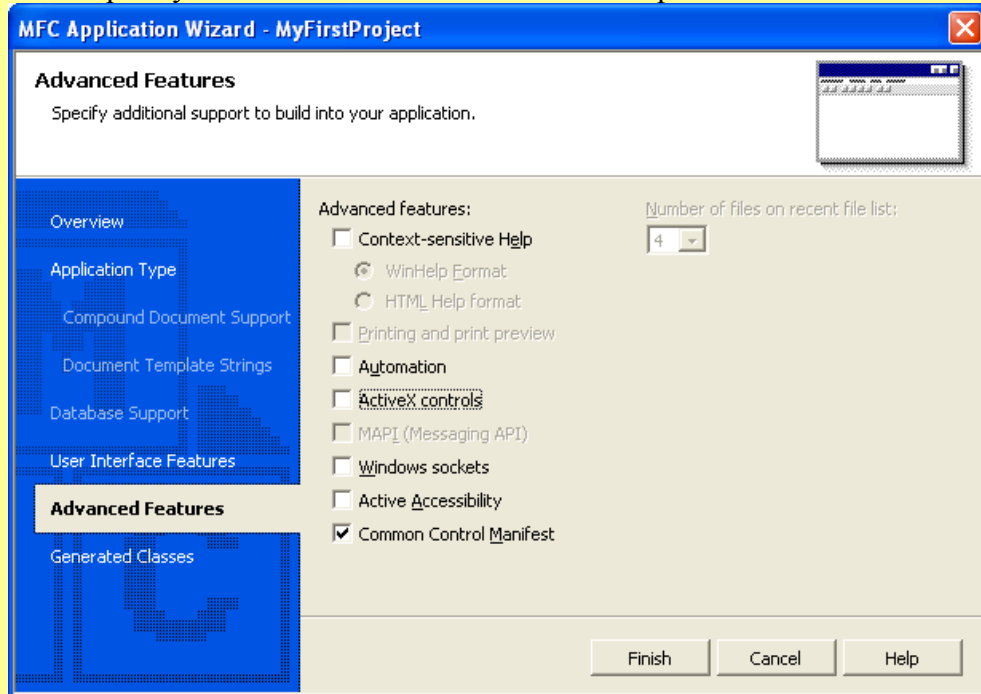 MFC Application Wizard - MyFirstProject
Advanced Features
Specify additional support to build into your application.
Overview
Application Type
Compound Document Support
Document Template Strings
Database Support
User Interface Features
Advanced Features
Generated Classes
Advanced features:
Context-sensitive Help
WinHelp Format
HTML Help format
Printing and print preview
Automation
ActiveX controls
MAPI (Messaging API)
Windows sockets
Active Accessibility
Common Control Manifest
Number of files on recent file list:
4
Finish Cancel Help